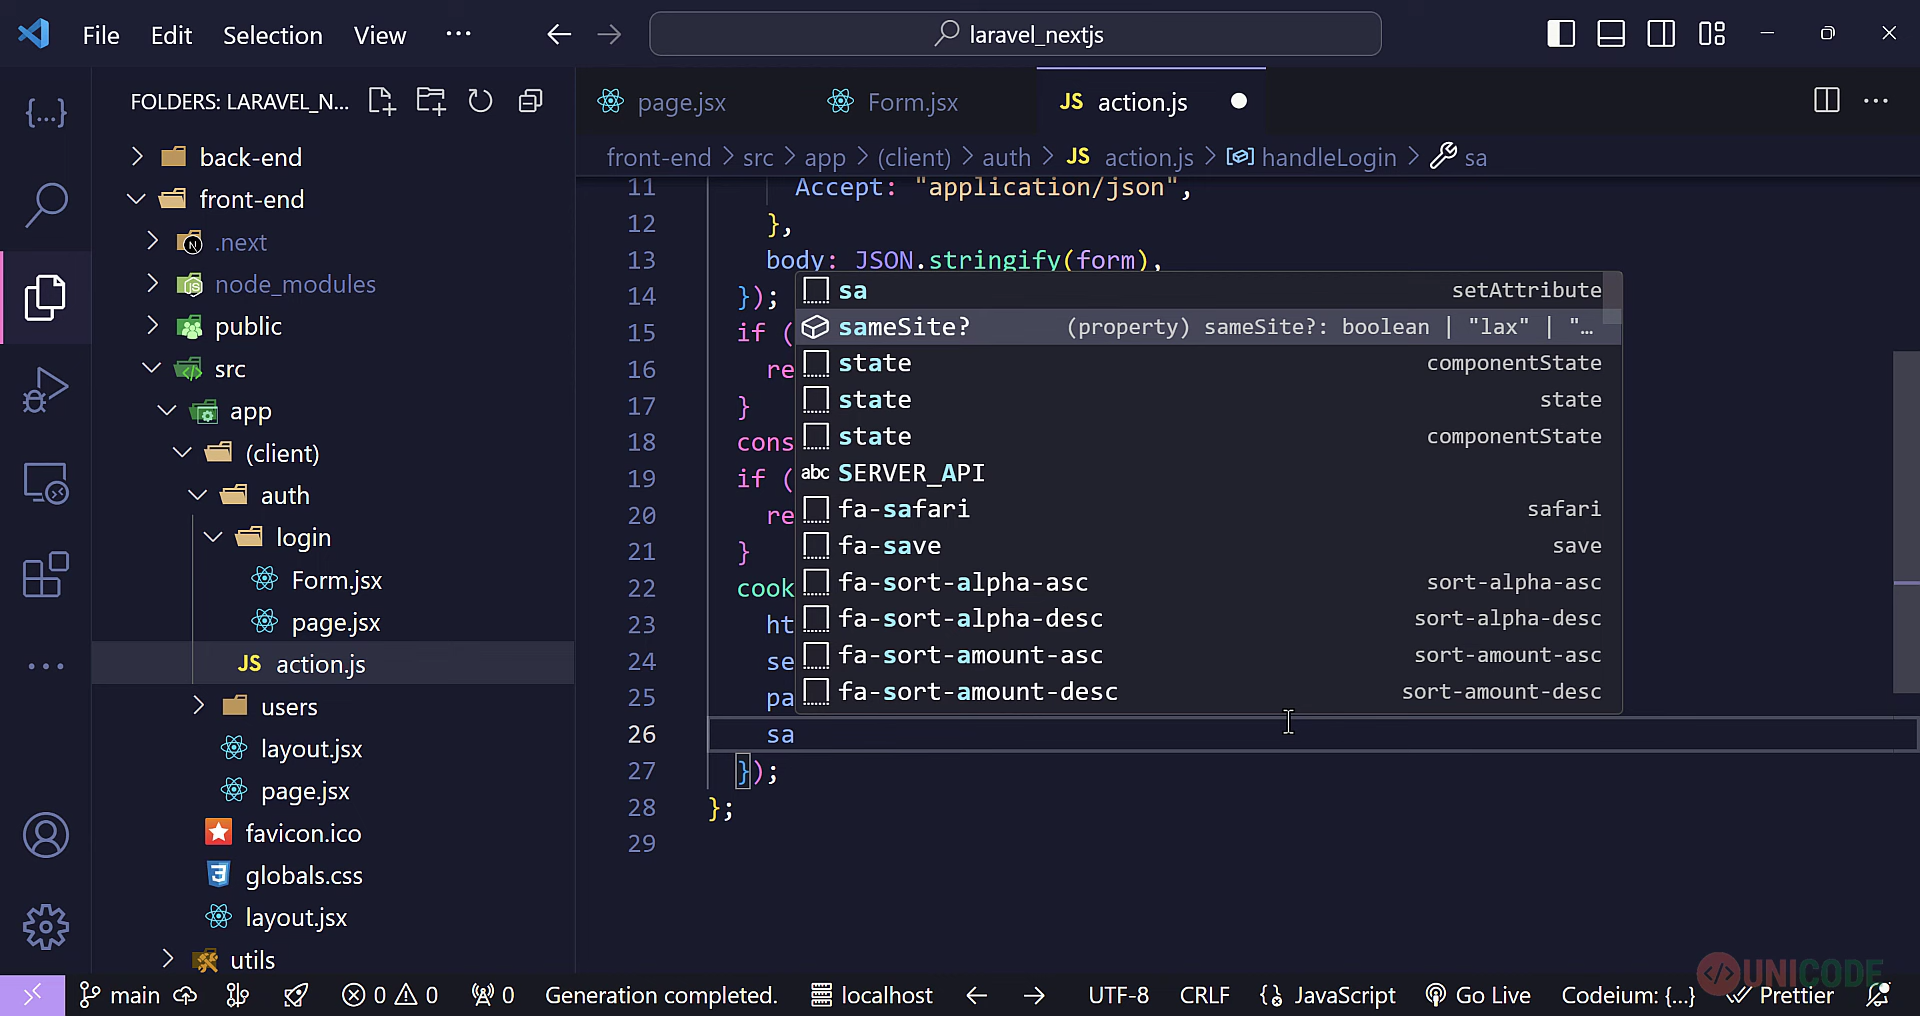 File Edit Selection View ... laravel_nextjs
FOLDERS: LARAVEL_N...
back-end
front-end
.next
node_modules
public
src
app
(client)
auth
login
Form.jsx
page.jsx
JS action.js
users
layout.jsx
page.jsx
favicon.ico
globals.css
layout.jsx
utils
page.jsx Form.jsx JS action.js
front-end > src > app > (client) > auth > JS action.js > handleLogin > sa
11 Accept: "application/json",
12 },
13 body: JSON.stringify(form),
14 });
15 if (
16 re
17 }
18 cons
19 if (
20 re
21 }
22 cook
23 ht
24 se
25 pa
26 sa
27 });
28 };
29
sa setAttribute
sameSite? (property) sameSite?: boolean | "lax" | "…
state componentState
state state
state componentState
abc SERVER_API
fa-safari safari
fa-save save
fa-sort-alpha-asc sort-alpha-asc
fa-sort-alpha-desc sort-alpha-desc
fa-sort-amount-asc sort-amount-asc
fa-sort-amount-desc sort-amount-desc
UNICODE
main 0 0 0 Generation completed. localhost UTF-8 CRLF JavaScript Go Live Codeium: {...} Prettier